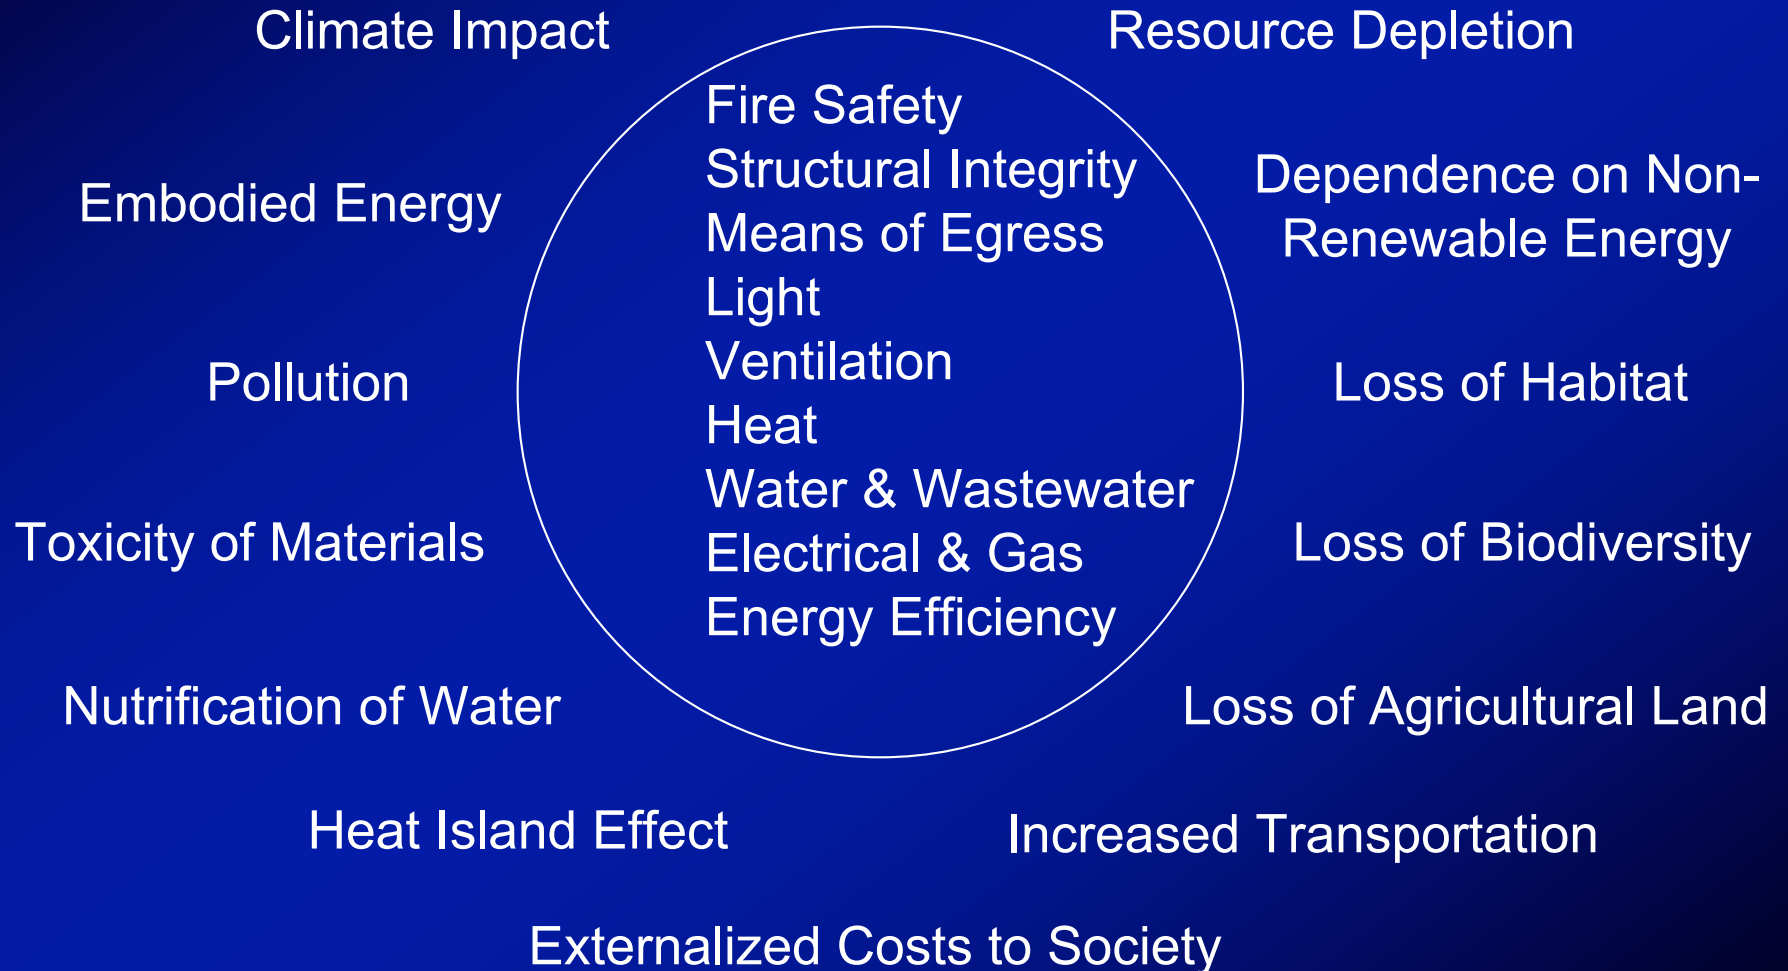 Climate Impact
Resource Depletion
Fire Safety
Structural Integrity
Means of Egress
Light
Ventilation
Heat
Water & Wastewater
Electrical & Gas
Energy Efficiency
Embodied Energy
Dependence on Non-
Renewable Energy
Pollution
Loss of Habitat
Toxicity of Materials
Loss of Biodiversity
Nutrification of Water
Loss of Agricultural Land
Heat Island Effect
Increased Transportation
Externalized Costs to Society